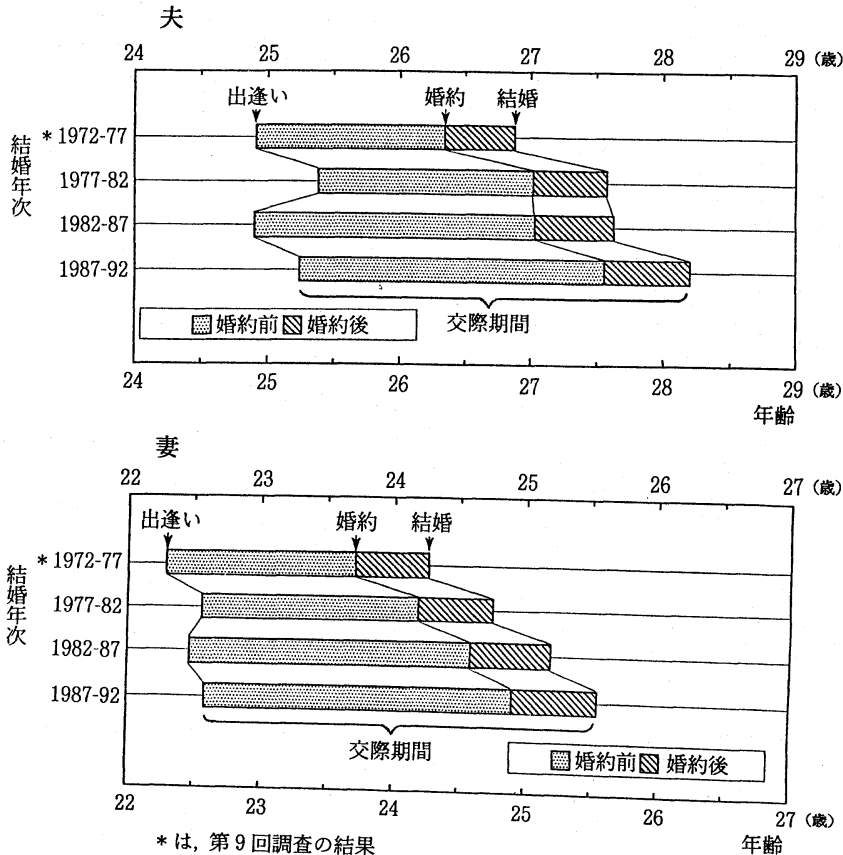 夫
24 25 26 27 28 29 (歳)
出逢い 婚約 結婚
結婚年次
* 1972-77
1977-82
1982-87
1987-92
婚約前 婚約後
交際期間
24 25 26 27 28 29 (歳)
年齢
妻
22 23 24 25 26 27 (歳)
出逢い 婚約 結婚
結婚年次
* 1972-77
1977-82
1982-87
1987-92
交際期間
婚約前 婚約後
22 23 24 25 26 27 (歳)
* は, 第9回調査の結果
年齢